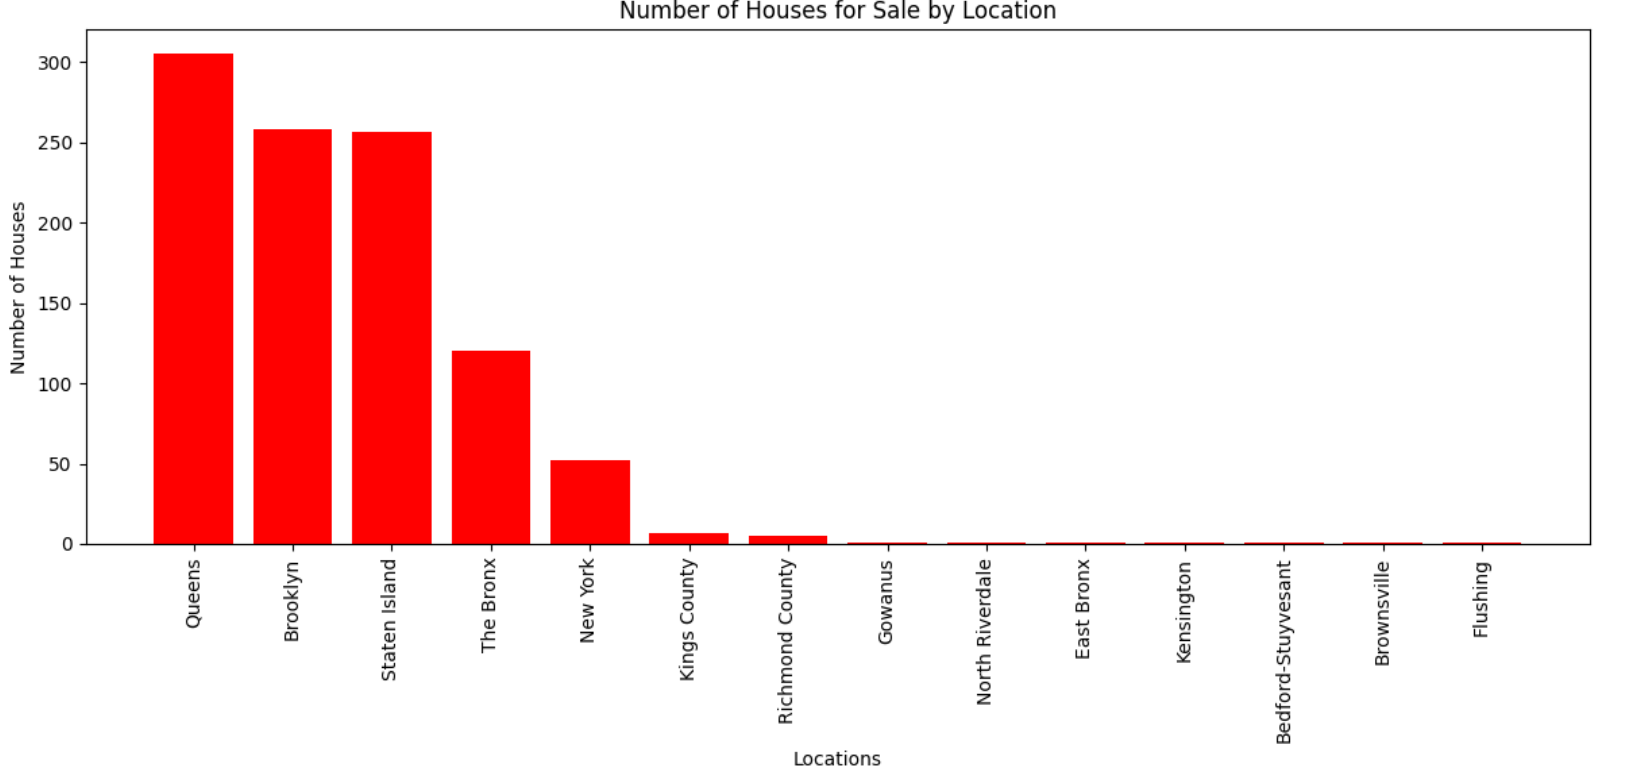 Number of Houses for Sale by Location
Number of Houses
300
250
200
150
100
50
0
Queens
Brooklyn
Staten Island
The Bronx
New York
Kings County
Richmond County
Gowanus
North Riverdale
East Bronx
Kensington
Bedford-Stuyvesant
Brownsville
Flushing
Locations